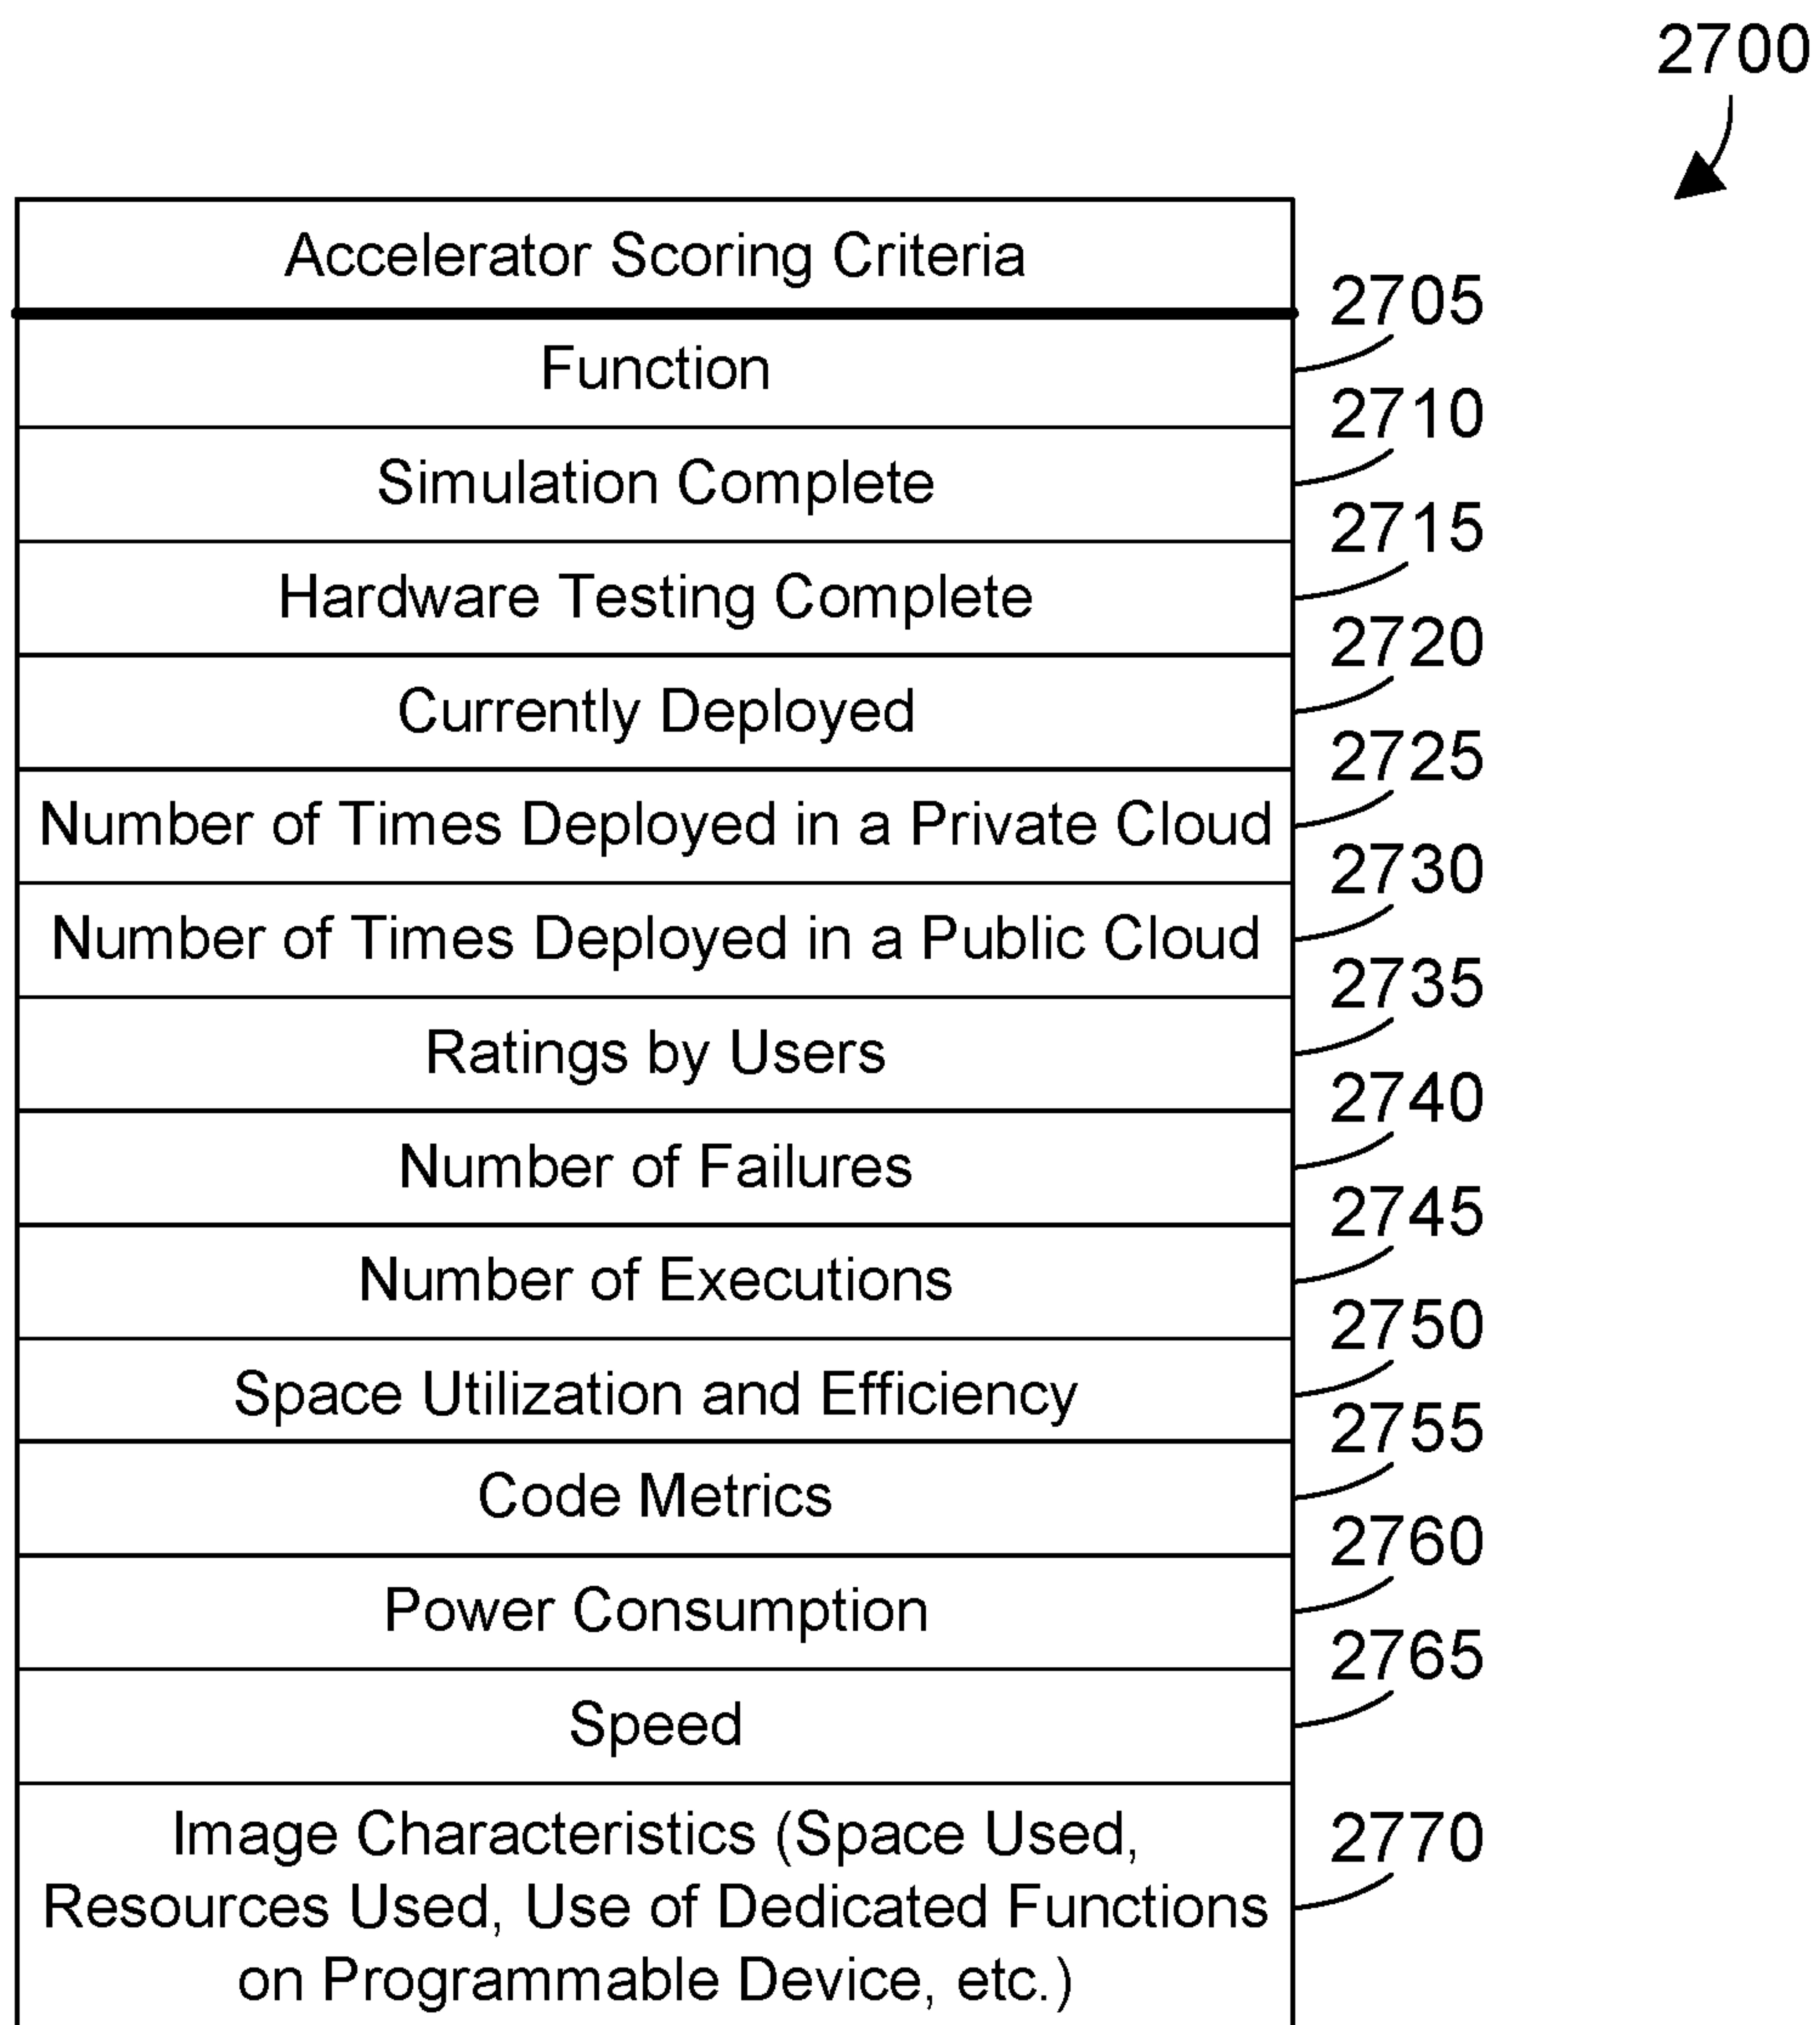 2700
Accelerator Scoring Criteria
2705
Function
2710
Simulation Complete
2715
Hardware Testing Complete
2720
Currently Deployed
2725
Number of Times Deployed in a Private Cloud
2730
Number of Times Deployed in a Public Cloud
2735
Ratings by Users
2740
Number of Failures
2745
Number of Executions
2750
Space Utilization and Efficiency
2755
Code Metrics
2760
Power Consumption
2765
Speed
2770
Image Characteristics (Space Used,
Resources Used, Use of Dedicated Functions
on Programmable Device, etc.)